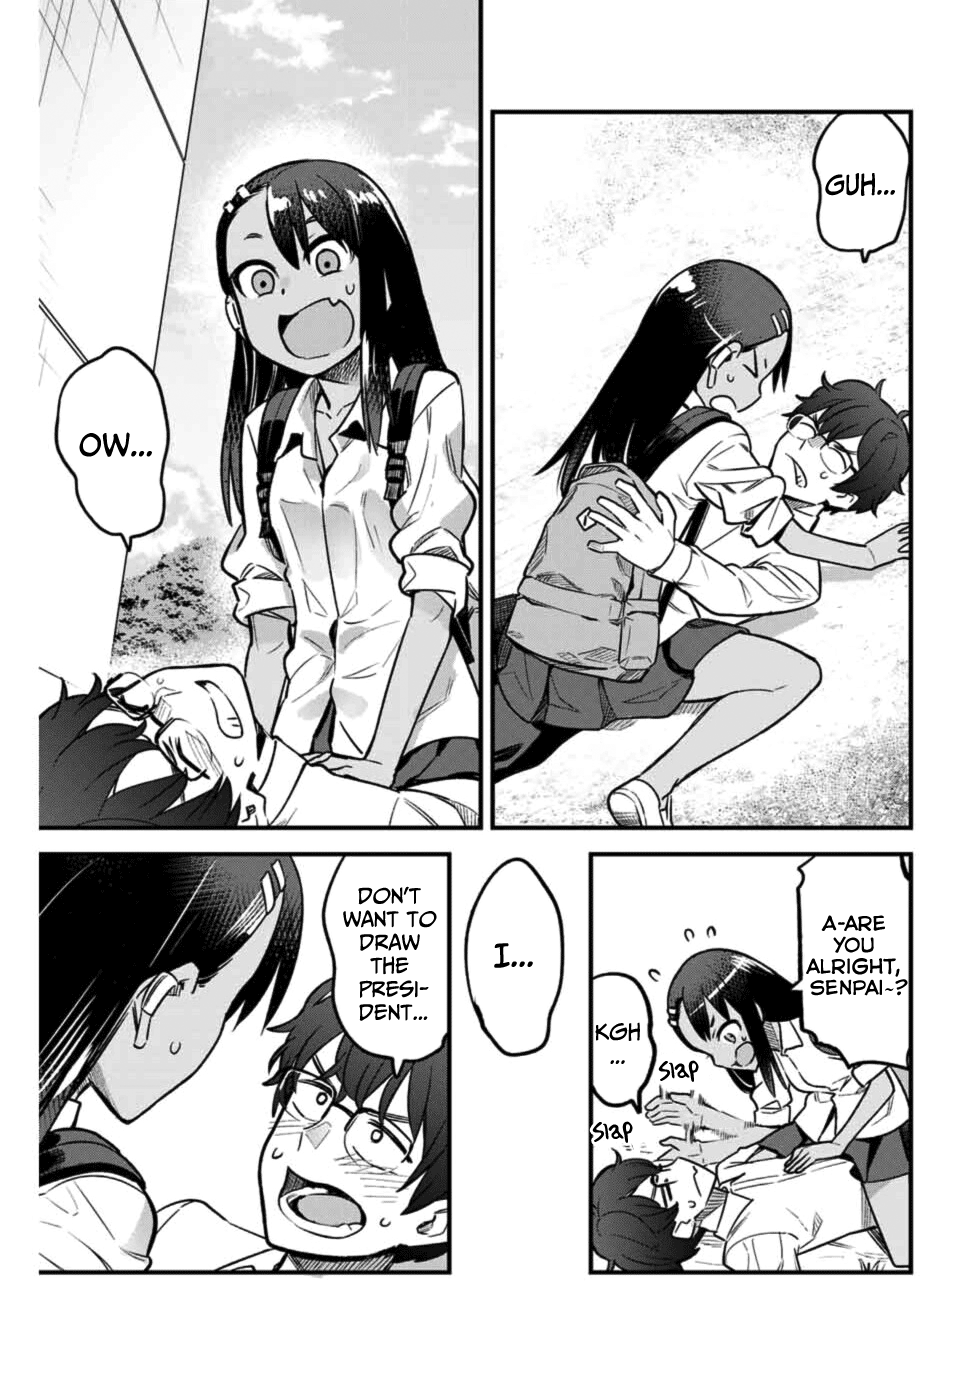 GUH...
OW...
A-ARE
YOU
ALRIGHT,
SENPAI~?
KGH
...
SLAP
SLAP
I...
DON'T
WANT TO
DRAW
THE
PRESI-
DENT...